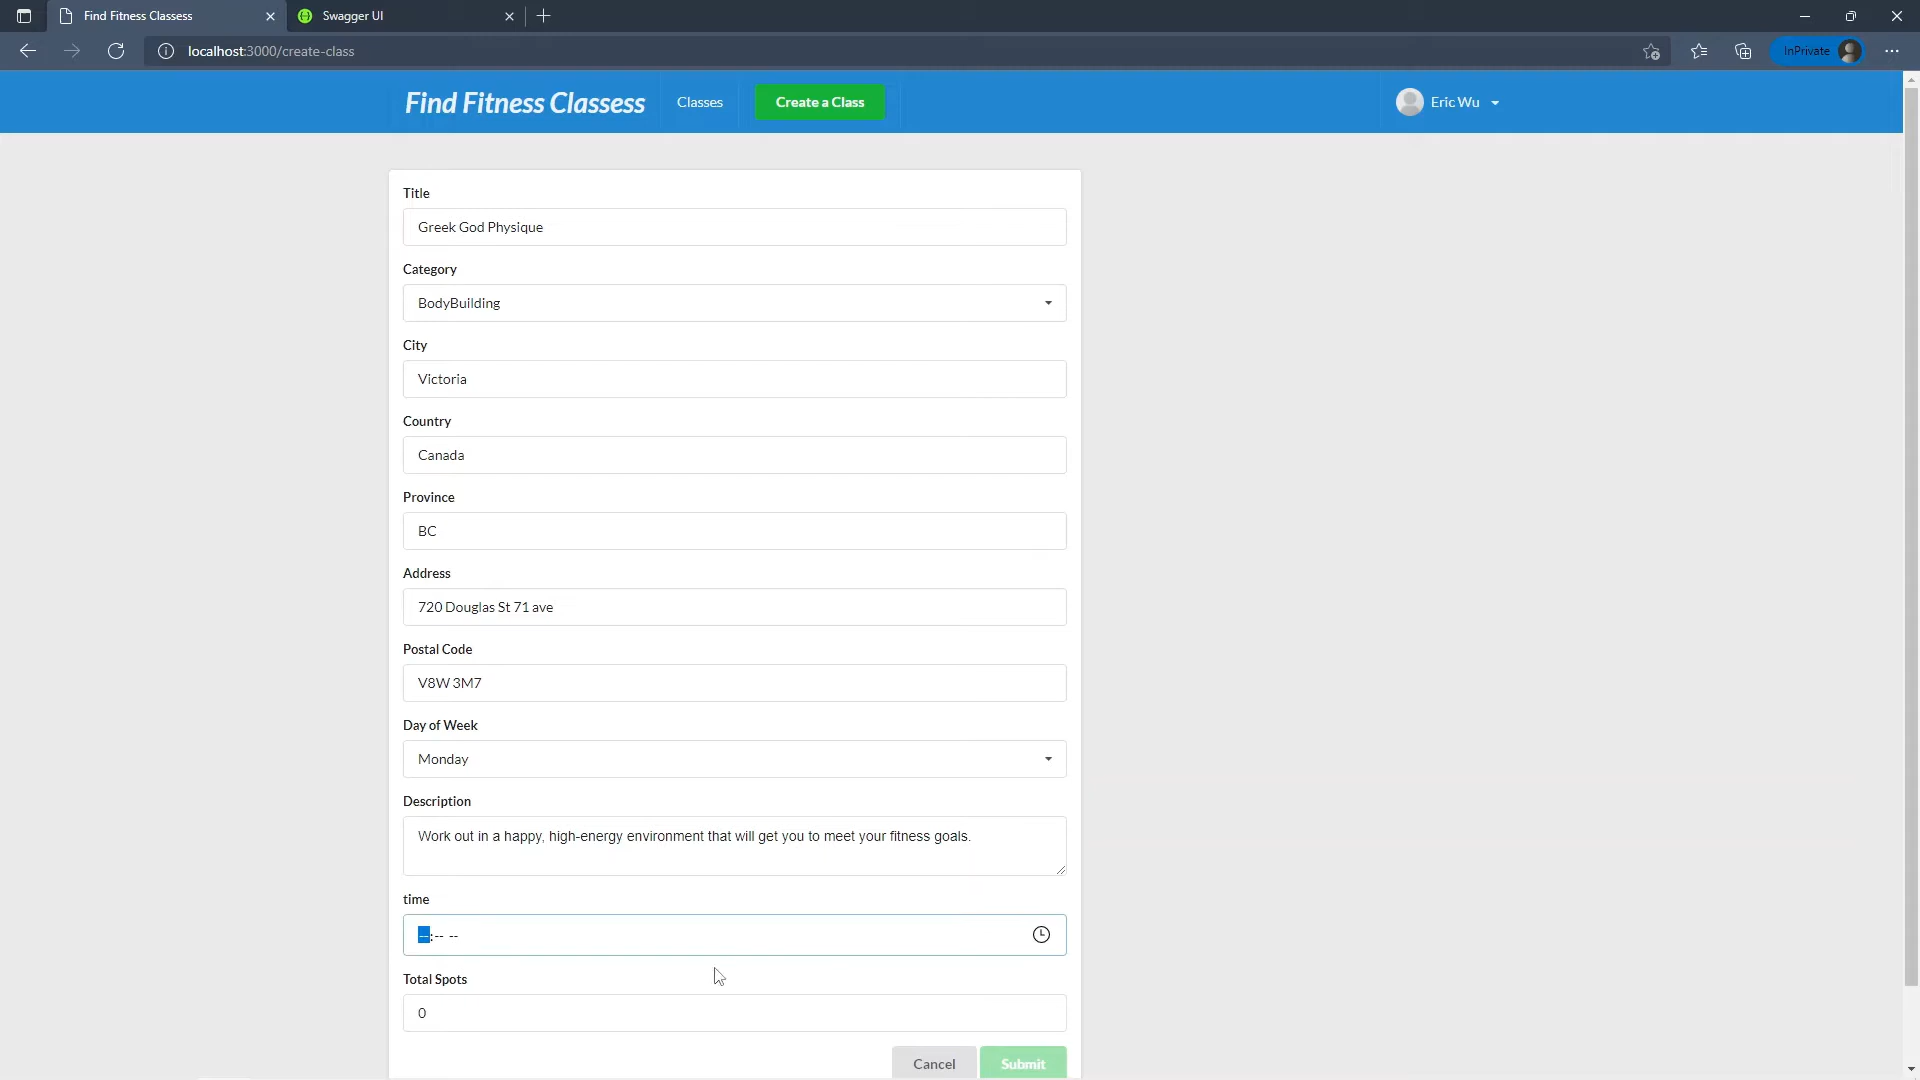 Find Fitness Classess
Swagger UI
localhost:3000/create-class
InPrivate
Find Fitness Classess
Classes
Create a Class
Eric Wu
Title
Greek God Physique
Category
BodyBuilding
City
Victoria
Country
Canada
Province
BC
Address
720 Douglas St 71 ave
Postal Code
V8W 3M7
Day of Week
Monday
Description
Work out in a happy, high-energy environment that will get you to meet your fitness goals.
time
--:-- --
Total Spots
0
Cancel
Submit